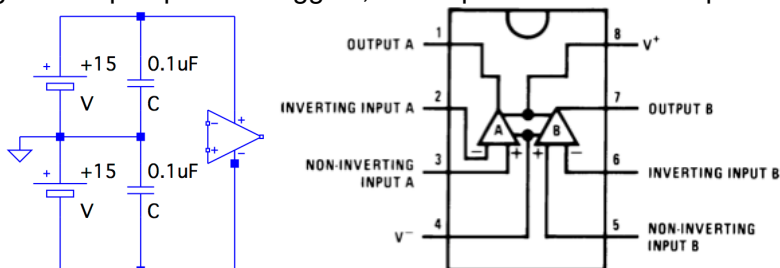 + +15 0.1uF
V C
- +
+ -
+ +15 0.1uF
V C
1 8
OUTPUT A V+
2 7
INVERTING INPUT A OUTPUT B
A B
- + + -
3 6
NON-INVERTING
INPUT A
INVERTING INPUT B
4 5
V− NON-INVERTING
INPUT B